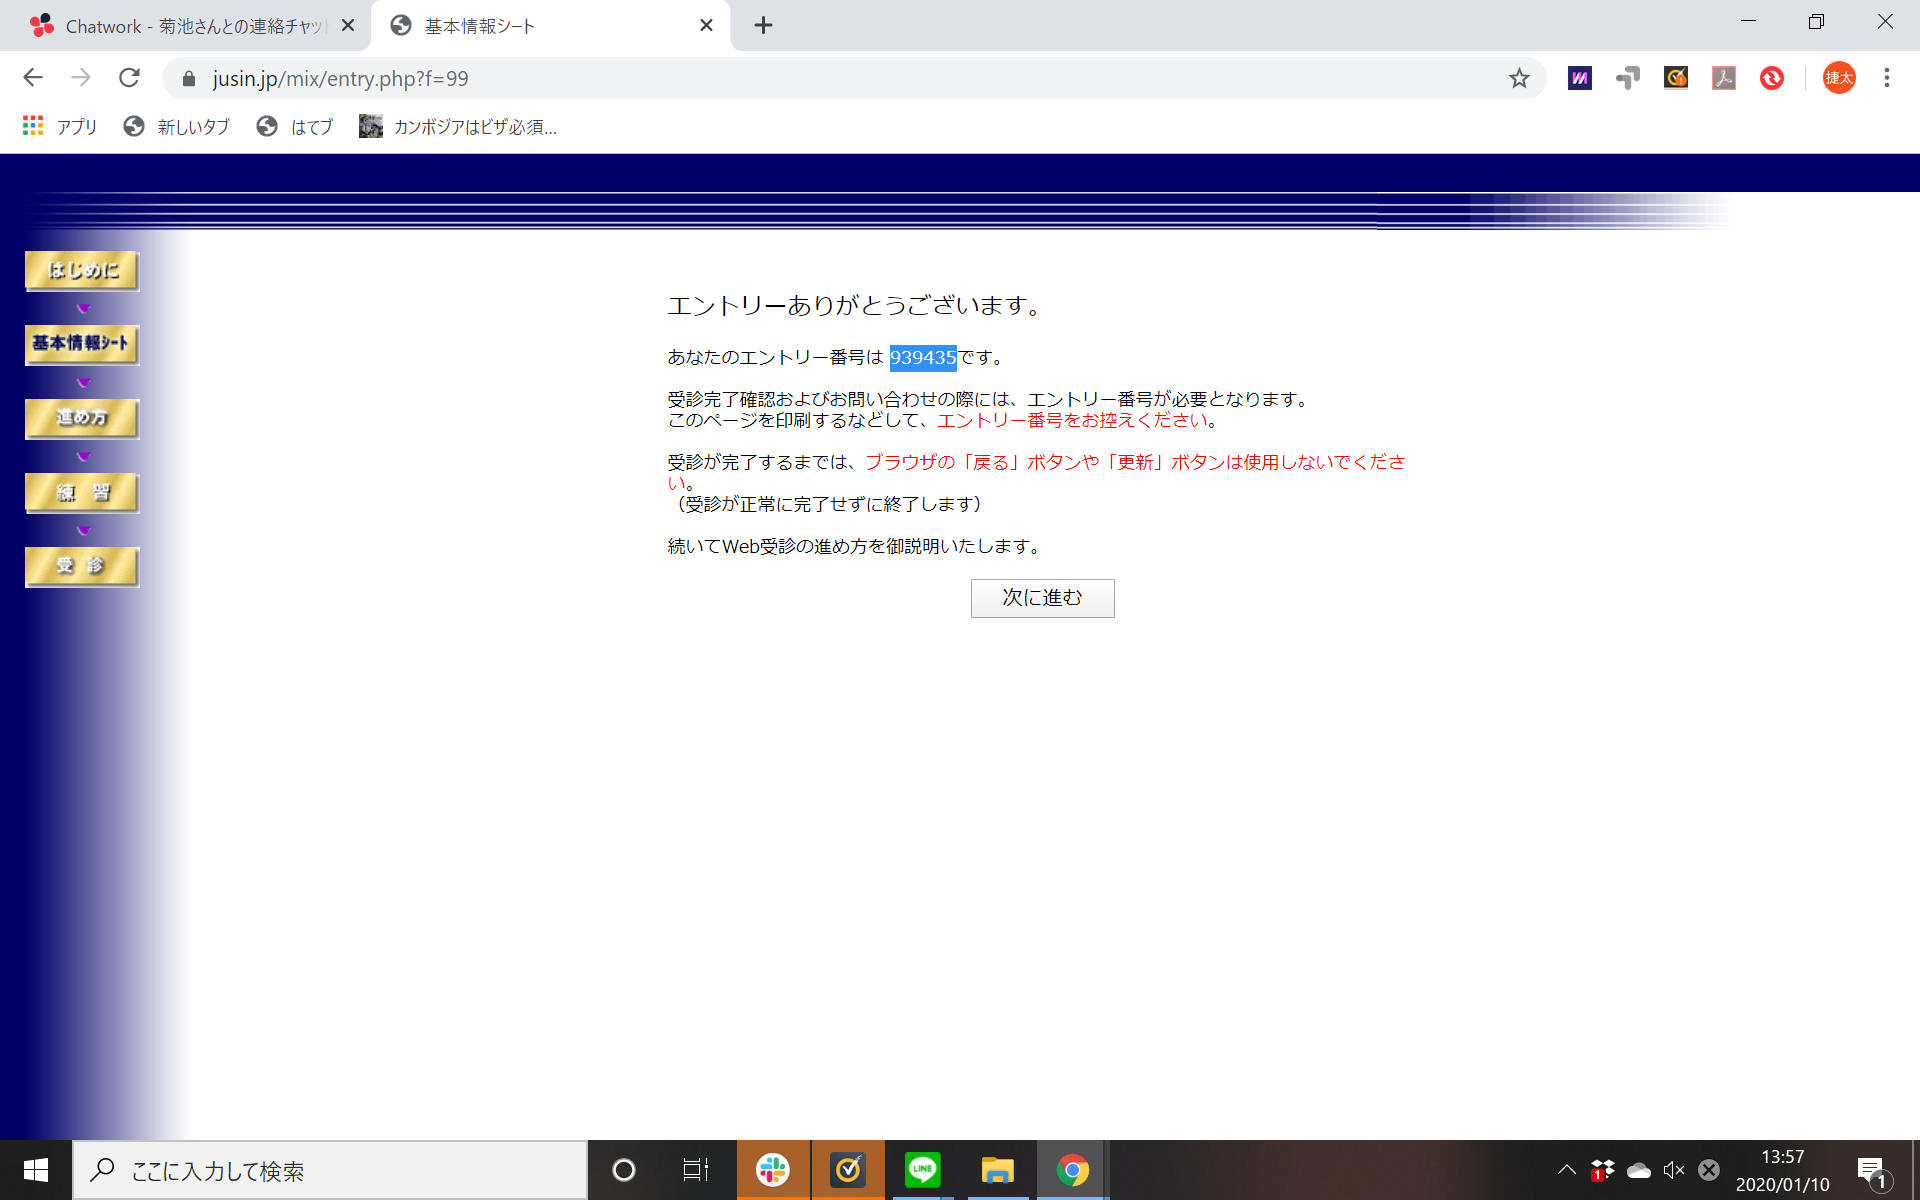 Chatwork - 菊池さんとの連絡チャッ
基本情報シート
jusin.jp/mix/entry.php?f=99
捷太
アプリ
新しいタブ
はてブ
カンボジアはビザ必須...
はじめに
基本情報シート
進め方
練 習
受 診
エントリーありがとうございます。
あなたのエントリー番号は 939435です。
受診完了確認およびお問い合わせの際には、エントリー番号が必要となります。
このページを印刷するなどして、エントリー番号をお控えください。
受診が完了するまでは、ブラウザの「戻る」ボタンや「更新」ボタンは使用しないでくださ
い。
（受診が正常に完了せずに終了します）
続いてWeb受診の進め方を御説明いたします。
次に進む
ここに入力して検索
LINE
1
13:57
2020/01/10
1